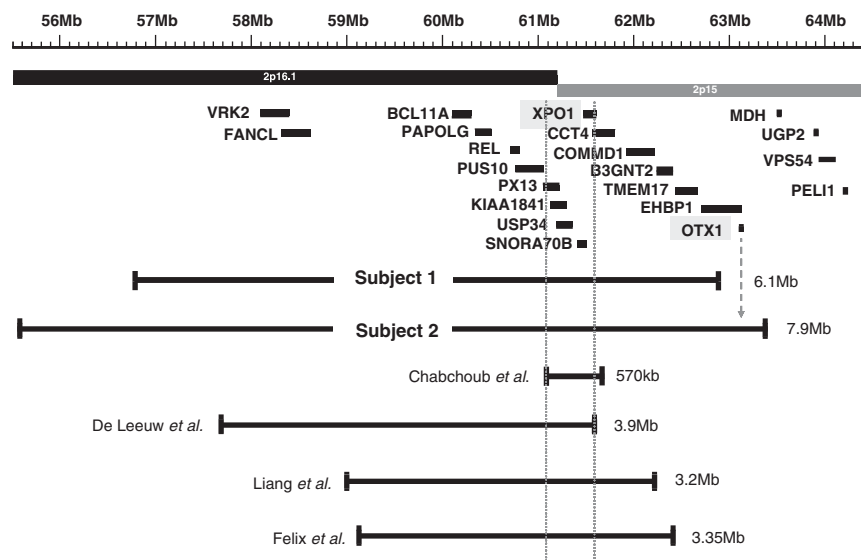 56Mb 57Mb 58Mb 59Mb 60Mb 61Mb 62Mb 63Mb 64Mb
2p16.1
2p15
VRK2 BCL11A XPO1 MDH
FANCL PAPOLG CCT4 UGP2
REL COMMD1 VPS54
PUS10 B3GNT2
PX13 TMEM17 PELI1
KIAA1841 EHBP1
USP34 OTX1
SNORA70B
Subject 1 6.1Mb
Subject 2 7.9Mb
Chabchoub et al. 570kb
De Leeuw et al. 3.9Mb
Liang et al. 3.2Mb
Felix et al. 3.35Mb